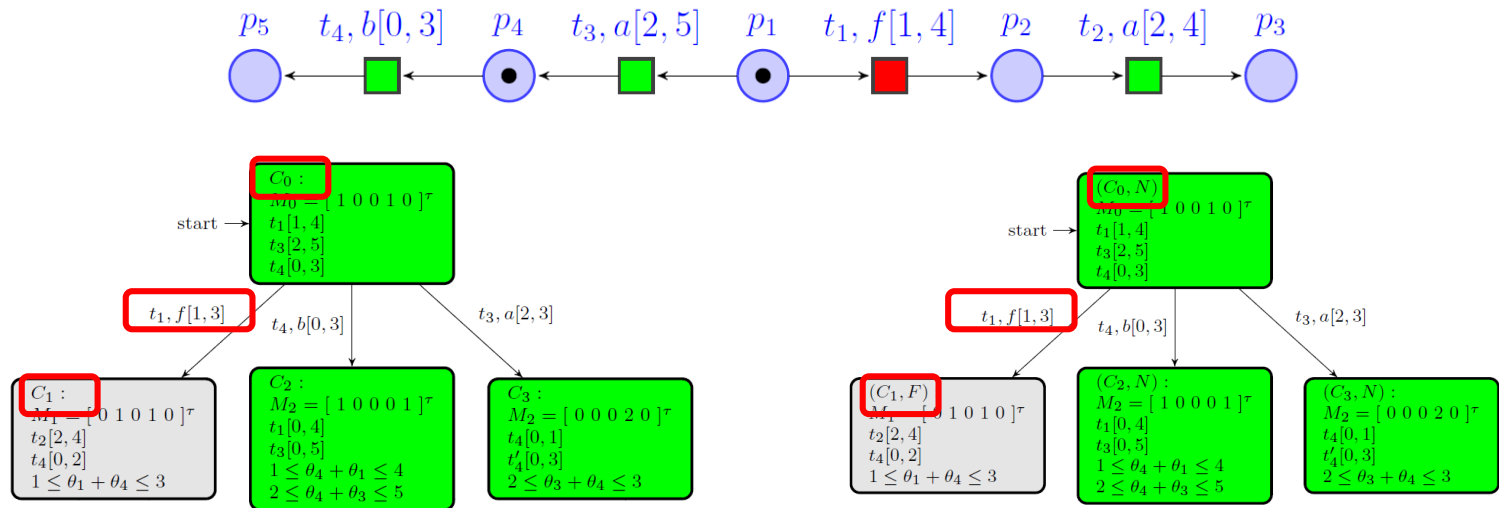 p5 t4, b[0, 3] p4 t3, a[2, 5] p1 t1, f[1, 4] p2 t2, a[2, 4] p3
C0 :
M0 = [ 1 0 0 1 0 ]τ
start
t1[1, 4]
t3[2, 5]
t4[0, 3]
t1, f[1, 3]
t4, b[0, 3]
t3, a[2, 3]
C1 :
M1 = [ 0 1 0 1 0 ]τ
t2[2, 4]
t4[0, 2]
1 ≤ θ1 + θ4 ≤ 3
C2 :
M2 = [ 1 0 0 0 1 ]τ
t1[0, 4]
t3[0, 5]
1 ≤ θ4 + θ1 ≤ 4
2 ≤ θ4 + θ3 ≤ 5
C3 :
M2 = [ 0 0 0 2 0 ]τ
t4[0, 1]
t′4[0, 3]
2 ≤ θ3 + θ4 ≤ 3
(C0, N)
M0 = [ 1 0 0 1 0 ]τ
start
t1[1, 4]
t3[2, 5]
t4[0, 3]
t1, f[1, 3]
t4, b[0, 3]
t3, a[2, 3]
(C1, F)
M1 = [ 0 1 0 1 0 ]τ
t2[2, 4]
t4[0, 2]
1 ≤ θ1 + θ4 ≤ 3
(C2, N) :
M2 = [ 1 0 0 0 1 ]τ
t1[0, 4]
t3[0, 5]
1 ≤ θ4 + θ1 ≤ 4
2 ≤ θ4 + θ3 ≤ 5
(C3, N) :
M2 = [ 0 0 0 2 0 ]τ
t4[0, 1]
t′4[0, 3]
2 ≤ θ3 + θ4 ≤ 3